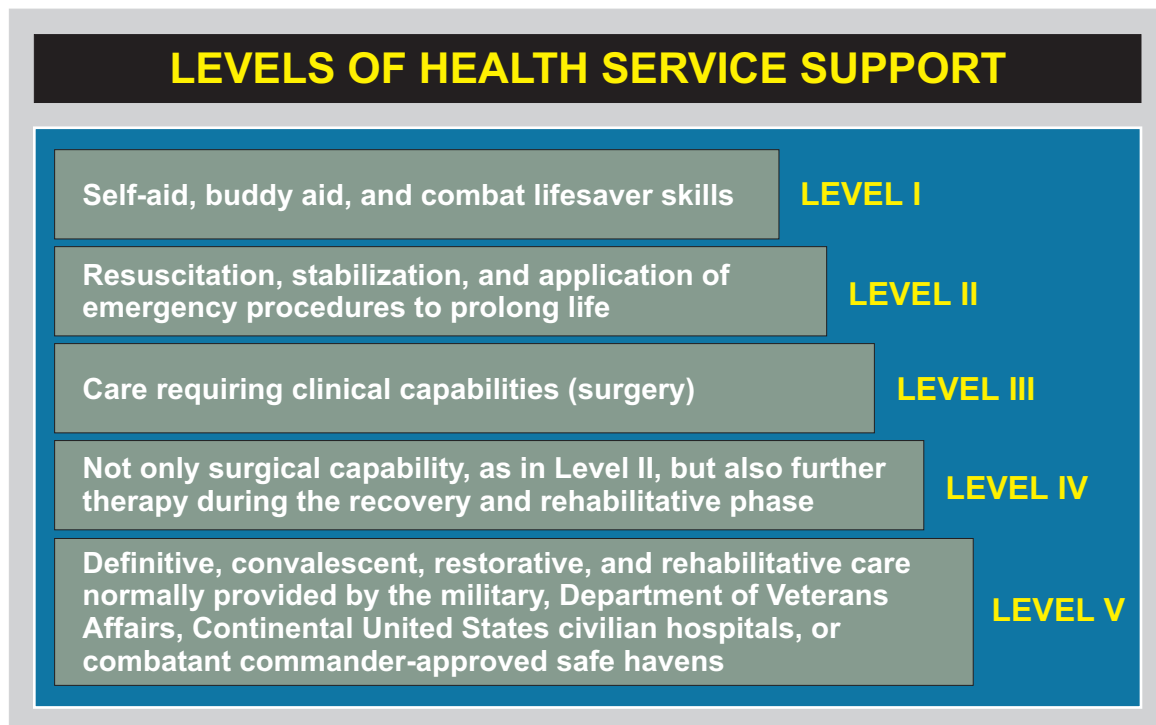 LEVELS OF HEALTH SERVICE SUPPORT
Self-aid, buddy aid, and combat lifesaver skills
LEVEL I
Resuscitation, stabilization, and application of
emergency procedures to prolong life
LEVEL II
Care requiring clinical capabilities (surgery)
LEVEL III
Not only surgical capability, as in Level II, but also further
therapy during the recovery and rehabilitative phase
LEVEL IV
Definitive, convalescent, restorative, and rehabilitative care
normally provided by the military, Department of Veterans
Affairs, Continental United States civilian hospitals, or
combatant commander-approved safe havens
LEVEL V